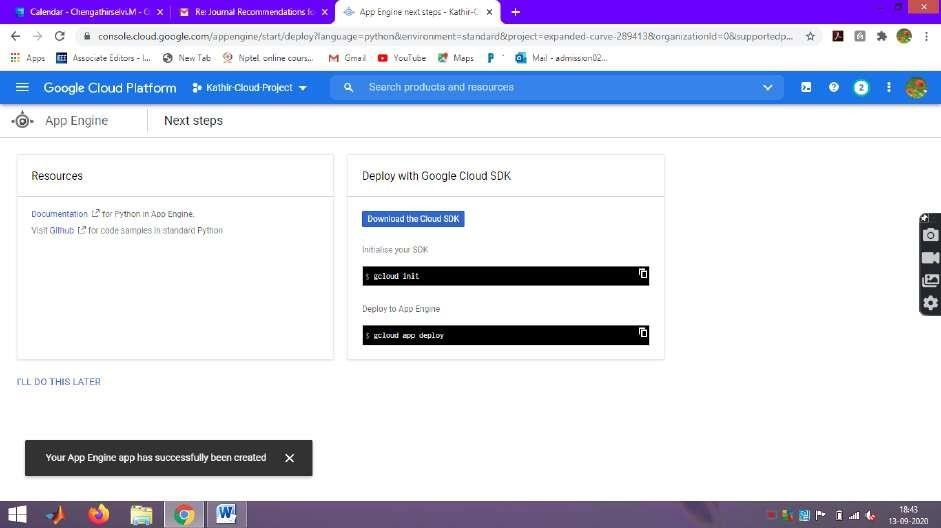 Calendar - Chengathirselvi.M - O
Re: Journal Recommendations fo
App Engine next steps - Kathir-C
console.cloud.google.com/appengine/start/deploy?language=python&environment=standard&project=expanded-curve-289413&organizationId=0&supportedp...
Apps
Associate Editors - I...
New Tab
Nptel, online cours...
Gmail
YouTube
Maps
Mail - admission02...
Google Cloud Platform
Kathir-Cloud-Project
Search products and resources
2
App Engine
Next steps
Resources
Documentation for Python in App Engine.
Visit Github for code samples in standard Python
Deploy with Google Cloud SDK
Download the Cloud SDK
Initialise your SDK
$ gcloud init
Deploy to App Engine
$ gcloud app deploy
I'LL DO THIS LATER
Your App Engine app has successfully been created
18:43
13-09-2020